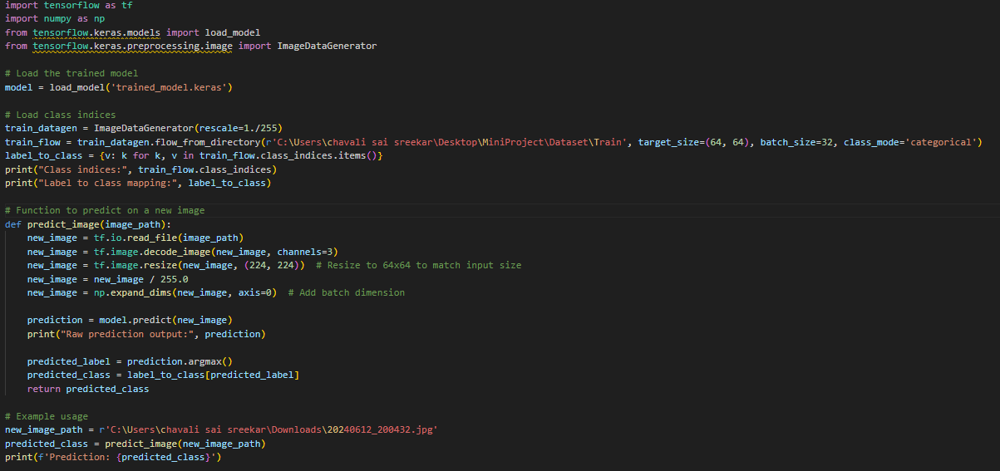 import tensorflow as tf
import numpy as np
from tensorflow.keras.models import load_model
from tensorflow.keras.preprocessing.image import ImageDataGenerator

# Load the trained model
model = load_model('trained_model.keras')

# Load class indices
train_datagen = ImageDataGenerator(rescale=1./255)
train_flow = train_datagen.flow_from_directory(r'C:\Users\chavali sai sreekar\Desktop\MiniProject\Dataset\Train', target_size=(64, 64), batch_size=32, class_mode='categorical')
label_to_class = {v: k for k, v in train_flow.class_indices.items()}
print("Class indices:", train_flow.class_indices)
print("Label to class mapping:", label_to_class)

# Function to predict on a new image
def predict_image(image_path):
    new_image = tf.io.read_file(image_path)
    new_image = tf.image.decode_image(new_image, channels=3)
    new_image = tf.image.resize(new_image, (224, 224))  # Resize to 64x64 to match input size
    new_image = new_image / 255.0
    new_image = np.expand_dims(new_image, axis=0)  # Add batch dimension

    prediction = model.predict(new_image)
    print("Raw prediction output:", prediction)

    predicted_label = prediction.argmax()
    predicted_class = label_to_class[predicted_label]
    return predicted_class

# Example usage
new_image_path = r'C:\Users\chavali sai sreekar\Downloads\20240612_200432.jpg'
predicted_class = predict_image(new_image_path)
print(f'Prediction: {predicted_class}')